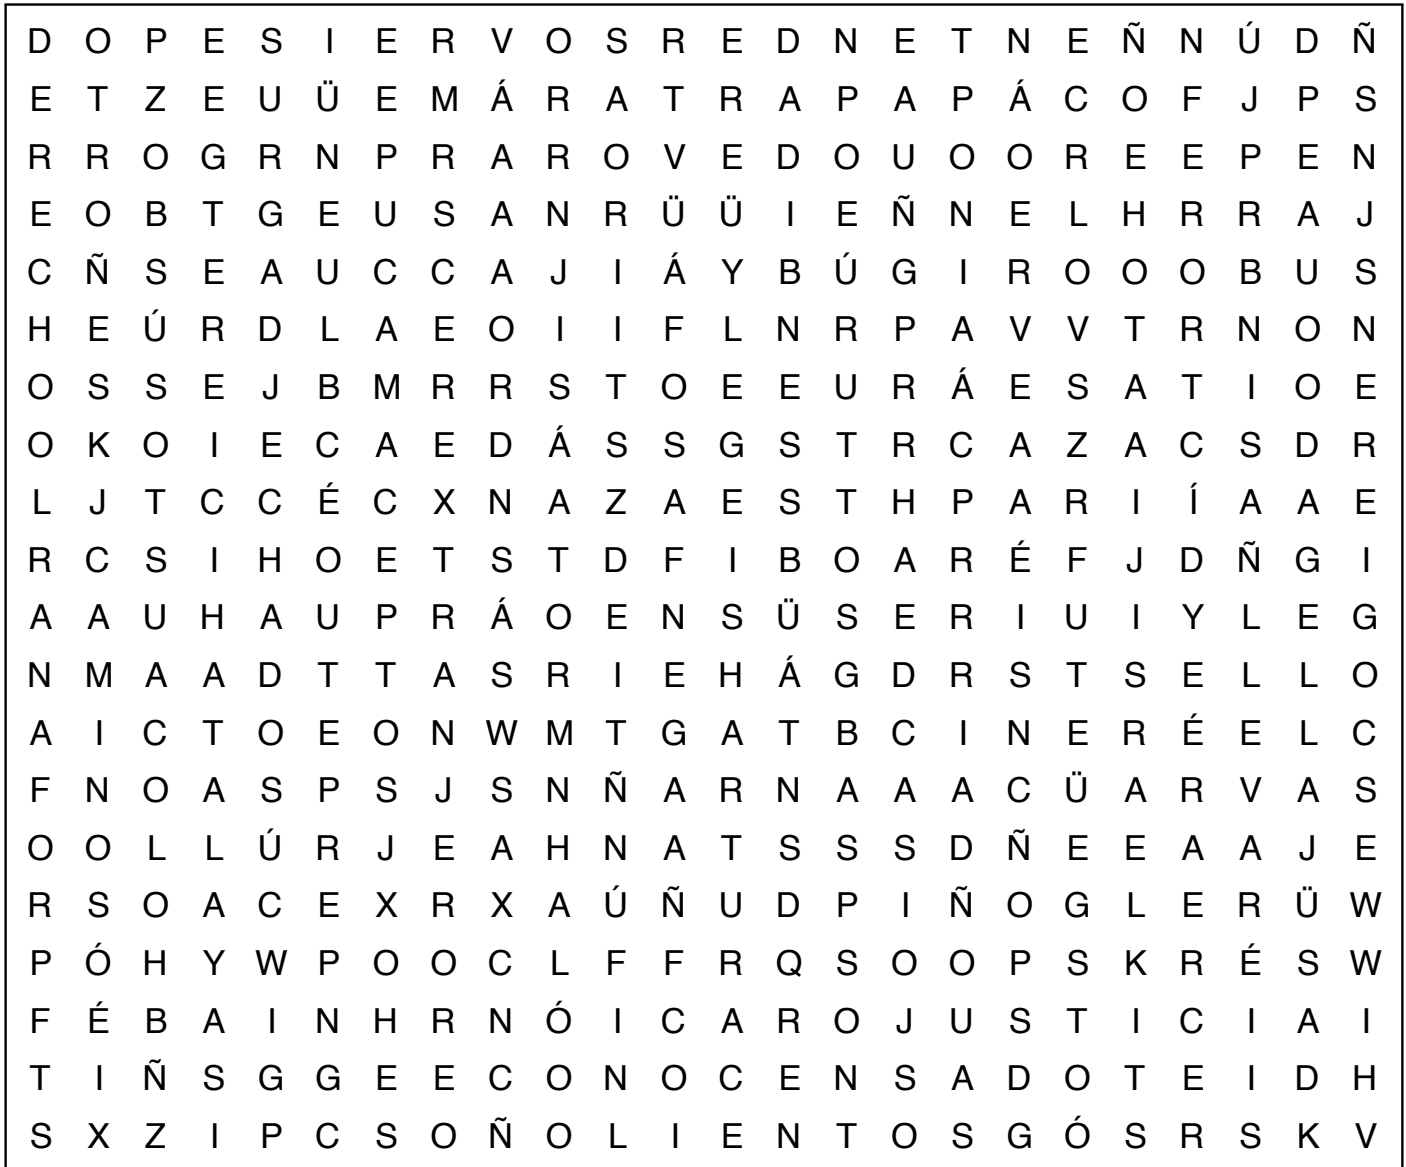 D O P E S I E R V O S R E D N E T N E Ñ N Ú D Ñ
E T Z E U Ü E M Á R A T R A P A P Á C O F J P S
R R O G R N P R A R O V E D O U O O R E E P E N
E O B T G E U S A N R Ü Ü I E Ñ N E L H R R A J
C Ñ S E A U C C A J I Á Y B Ú G I R O O O B U S
H E Ú R D L A E O I I F L N R P A V V T R N O N
O S S E J B M R R S T O E E U R Á E S A T I O E
O K O I E C A E D Á S S G S T R C A Z A C S D R
L J T C C É C X N A Z A E S T H P A R I Í A A E
R C S I H O E T S T D F I B O A R É F J D Ñ G I
A A U H A U P R Á O E N S Ü S E R I U I Y L E G
N M A A D T T A S R I E H Á G D R S T S E L L O
A I C T O E O N W M T G A T B C I N E R É E L C
F N O A S P S J S N Ñ A R N A A A C Ü A R V A S
O O L L Ú R J E A H N A T S S S D Ñ E E A A J E
R S O A C E X R X A Ú Ñ U D P I Ñ O G L E R Ü W
P Ó H Y W P O O C L F F R Q S O O P S K R É S W
F É B A I N H R N Ó I C A R O J U S T I C I A I
T I Ñ S G G E E C O N O C E N S A D O T E I D H
S X Z I P C S O Ñ O L I E N T O S G Ó S R S K V